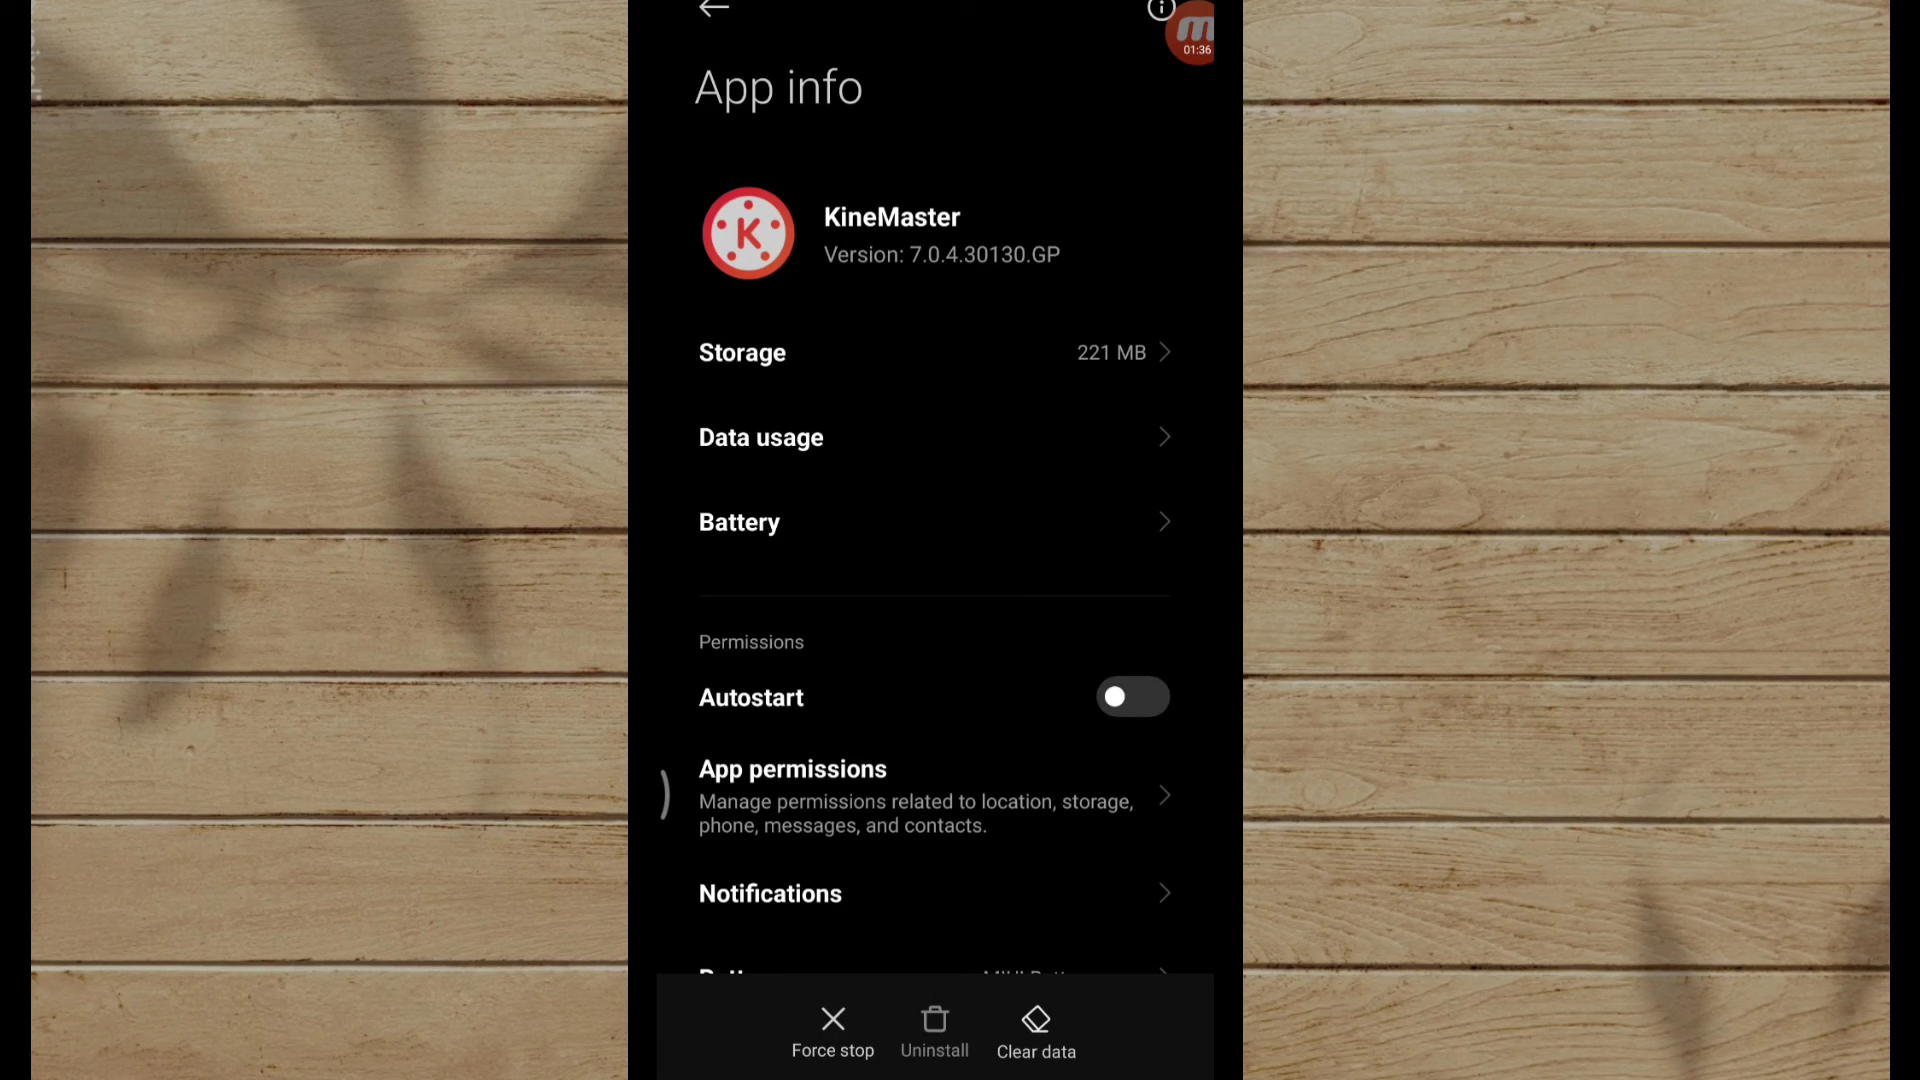 01:36
App info
K
KineMaster
Version: 7.0.4.30130.GP
Storage 221 MB
Data usage
Battery
Permissions
Autostart
App permissions
Manage permissions related to location, storage,
phone, messages, and contacts.
Notifications
Force stop Uninstall Clear data